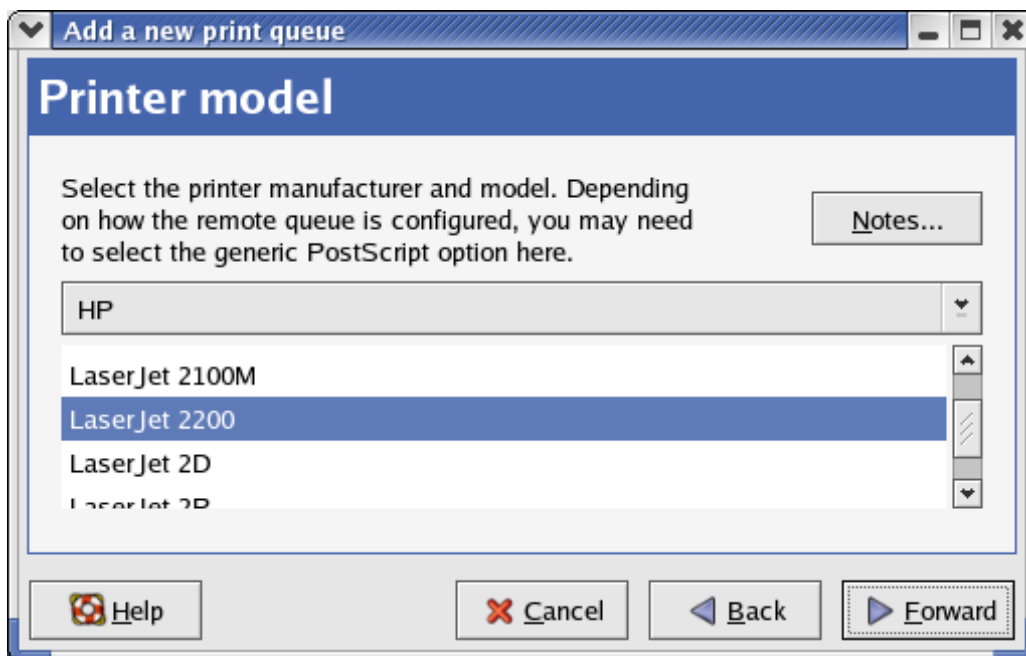 Add a new print queue
Printer model
Select the printer manufacturer and model. Depending
on how the remote queue is configured, you may need
to select the generic PostScript option here.
Notes...
HP
LaserJet 2100M
LaserJet 2200
LaserJet 2D
Help
Cancel
Back
Forward